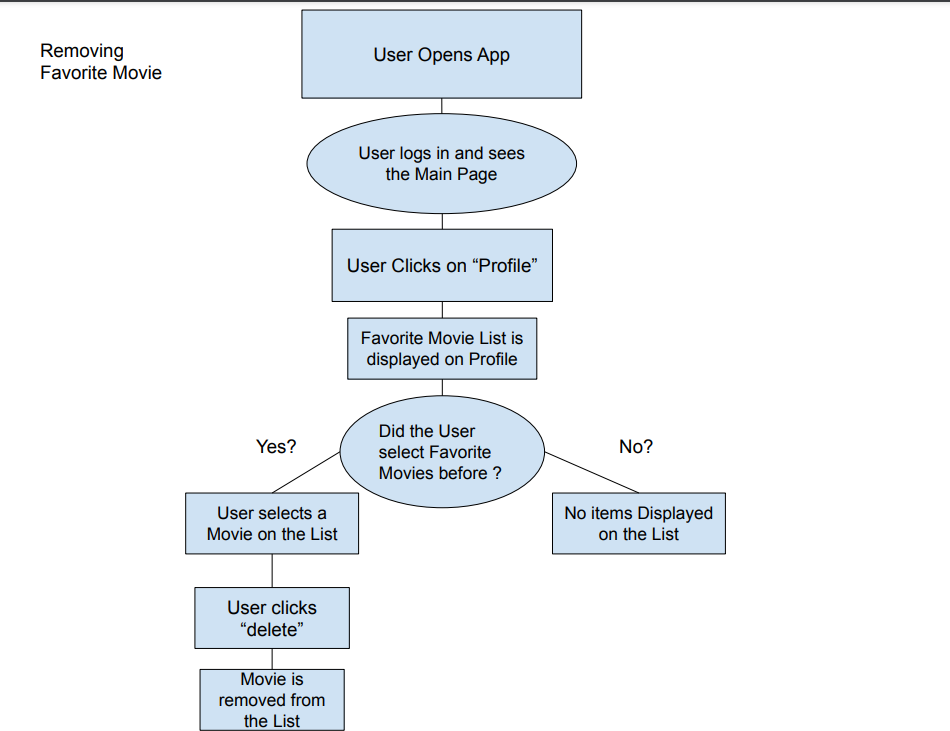 Removing
Favorite Movie
User Opens App
User logs in and sees
the Main Page
User Clicks on “Profile”
Favorite Movie List is
displayed on Profile
Did the User
select Favorite
Movies before ?
Yes?
No?
User selects a
Movie on the List
No items Displayed
on the List
User clicks
“delete”
Movie is
removed from
the List